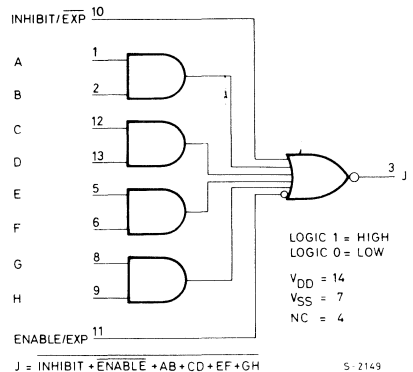 INHIBIT/E̅X̅P̅ 10
A 1
B 2
C 12
D 13
E 5
F 6
G 8
H 9
ENABLE/EXP 11
3 J
LOGIC 1 = HIGH
LOGIC 0 = LOW
VDD = 14
VSS = 7
NC = 4
J = INHIBIT + ENABLE + AB + CD + EF + GH
S-2149